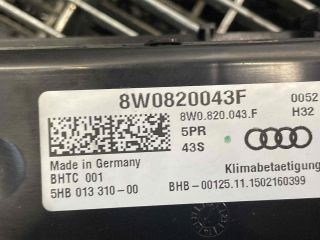 8W0820043F
0052
8W0.820.043.F
H32
5PR
43S
Made in Germany
BHTC 001
Klimabetaetigung
5HB 013 310-00
BHB-00125.11.1502160399